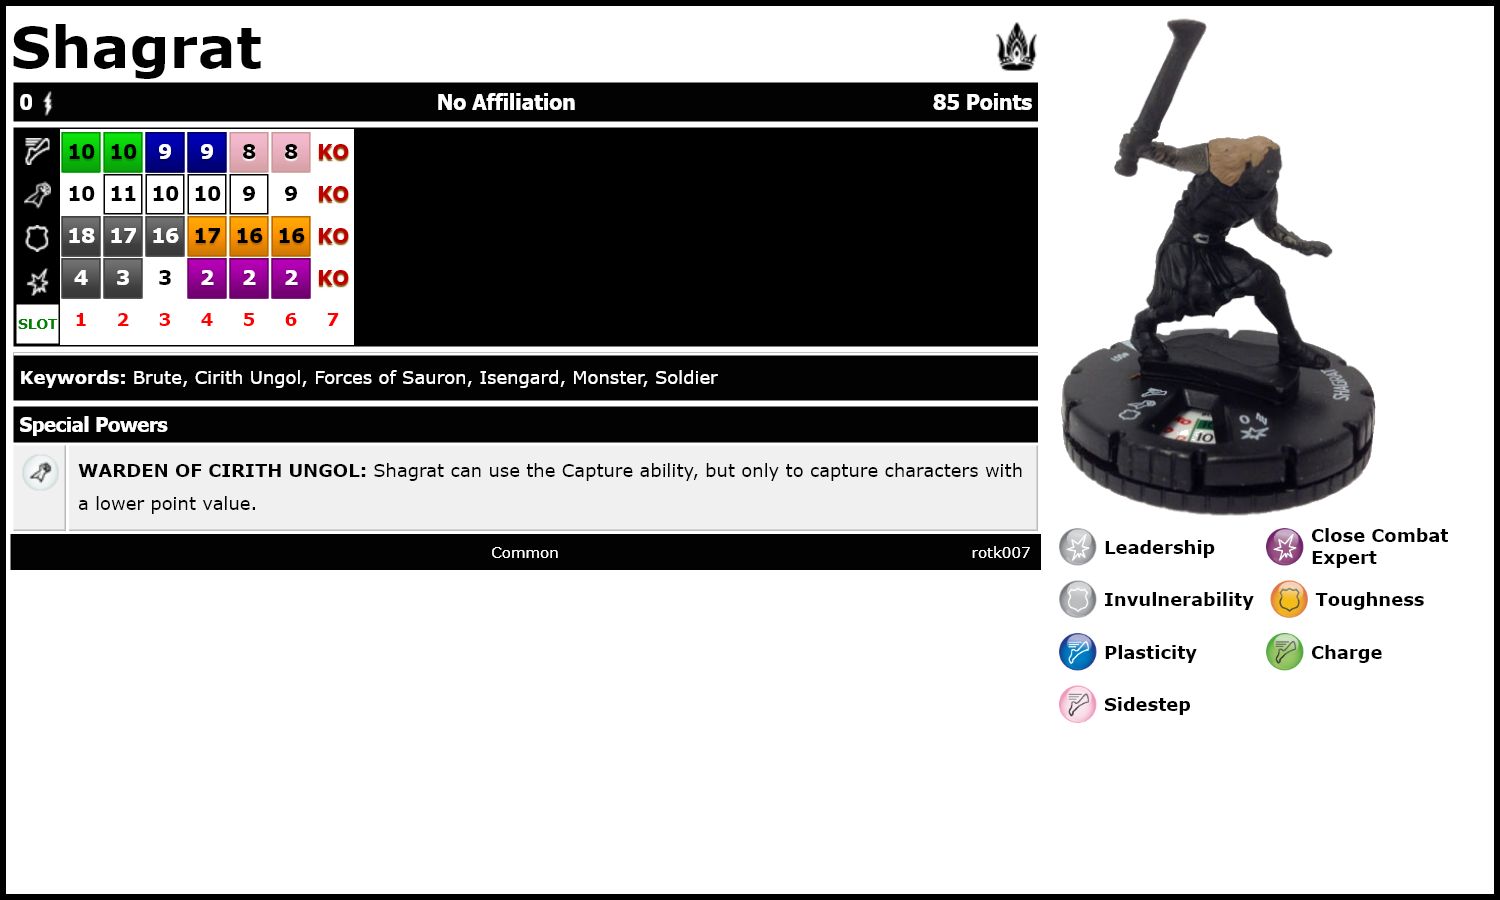 Shagrat
0 No Affiliation 85 Points
10 10 9 9 8 8 KO
10 11 10 10 9 9 KO
18 17 16 17 16 16 KO
4 3 3 2 2 2 KO
SLOT 1 2 3 4 5 6 7
Keywords: Brute, Cirith Ungol, Forces of Sauron, Isengard, Monster, Soldier
Special Powers
WARDEN OF CIRITH UNGOL: Shagrat can use the Capture ability, but only to capture characters with
a lower point value.
Common rotk007
007
SHAGRAT
0
10
Leadership
Close Combat
Expert
Invulnerability
Toughness
Plasticity
Charge
Sidestep